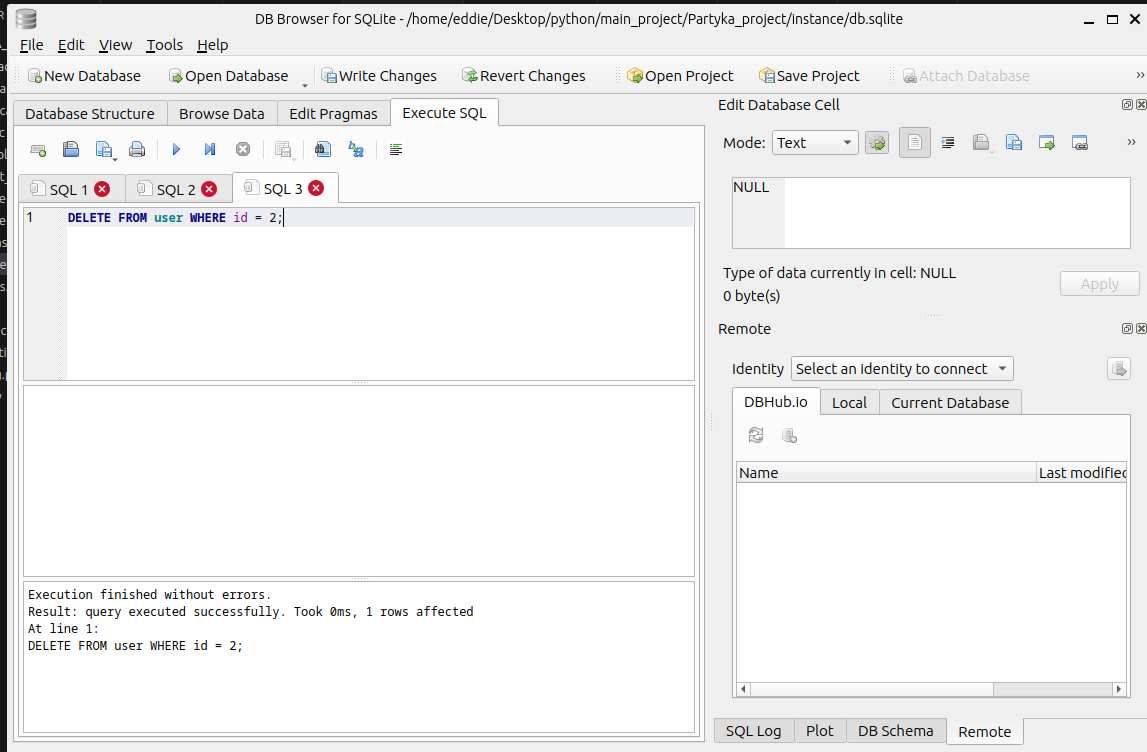 DB Browser for SQLite - /home/eddie/Desktop/python/main_project/Partyka_project/instance/db.sqlite
File Edit View Tools Help
New Database Open Database Write Changes Revert Changes Open Project Save Project Attach Database »
Database Structure Browse Data Edit Pragmas Execute SQL
SQL 1 SQL 2 SQL 3
1 DELETE FROM user WHERE id = 2;
Execution finished without errors.
Result: query executed successfully. Took 0ms, 1 rows affected
At line 1:
DELETE FROM user WHERE id = 2;
Edit Database Cell
Mode: Text »
NULL
Type of data currently in cell: NULL
0 byte(s)
Apply
Remote
Identity Select an identity to connect
DBHub.io Local Current Database
Name Last modified
SQL Log Plot DB Schema Remote